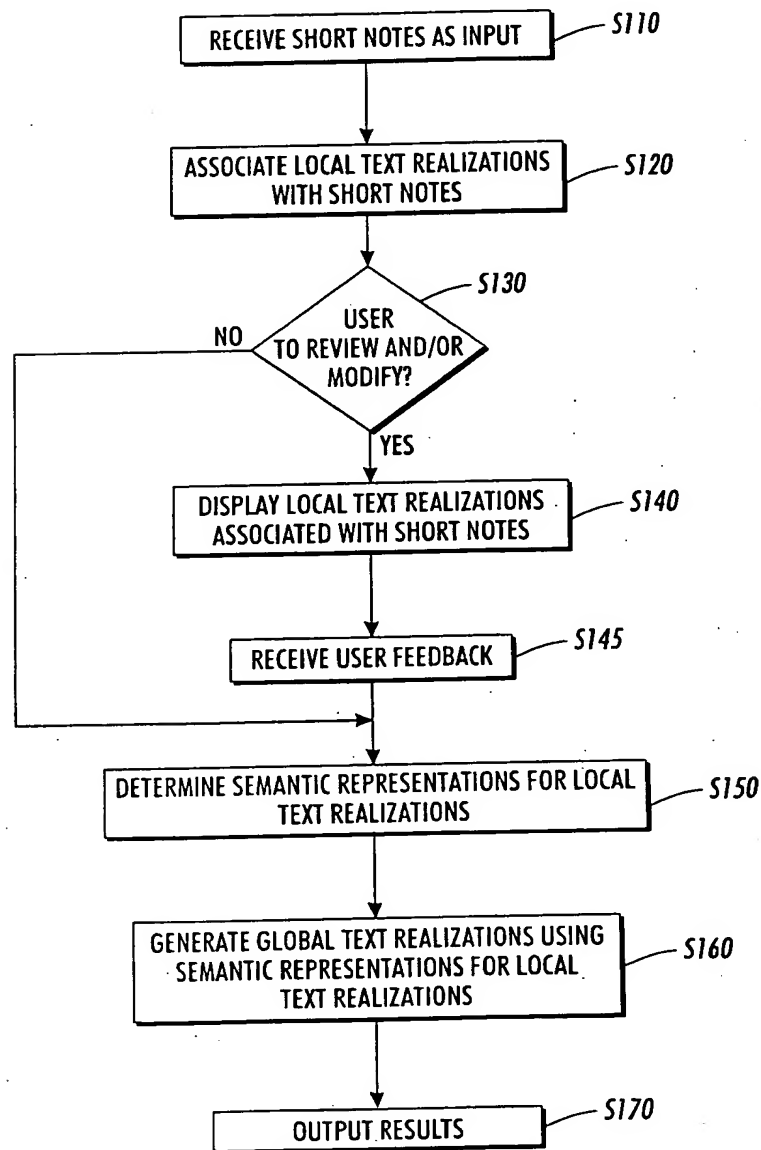 RECEIVE SHORT NOTES AS INPUT
S110
ASSOCIATE LOCAL TEXT REALIZATIONS
WITH SHORT NOTES
S120
S130
USER
TO REVIEW AND/OR
MODIFY?
NO
YES
DISPLAY LOCAL TEXT REALIZATIONS
ASSOCIATED WITH SHORT NOTES
S140
RECEIVE USER FEEDBACK
S145
DETERMINE SEMANTIC REPRESENTATIONS FOR LOCAL
TEXT REALIZATIONS
S150
GENERATE GLOBAL TEXT REALIZATIONS USING
SEMANTIC REPRESENTATIONS FOR LOCAL
TEXT REALIZATIONS
S160
OUTPUT RESULTS
S170